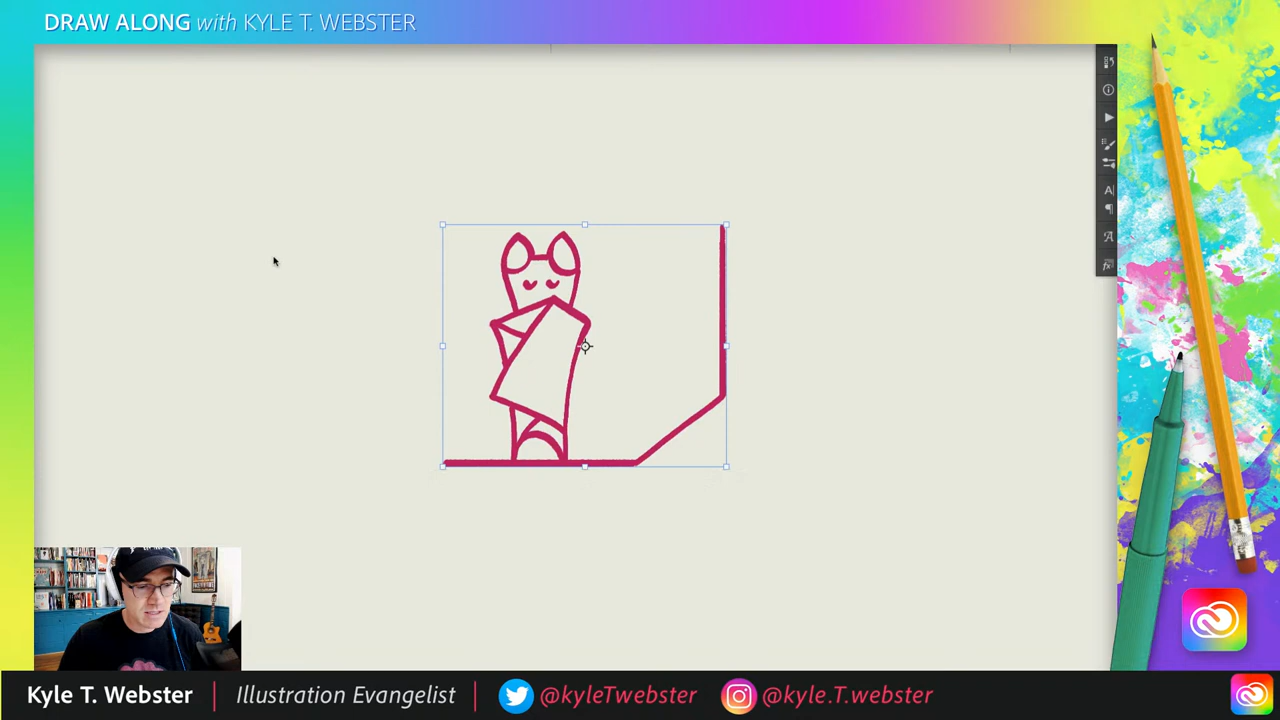 DRAW ALONG with KYLE T. WEBSTER
Kyle T. Webster | Illustration Evangelist | @kyleTwebster @kyle.T.webster